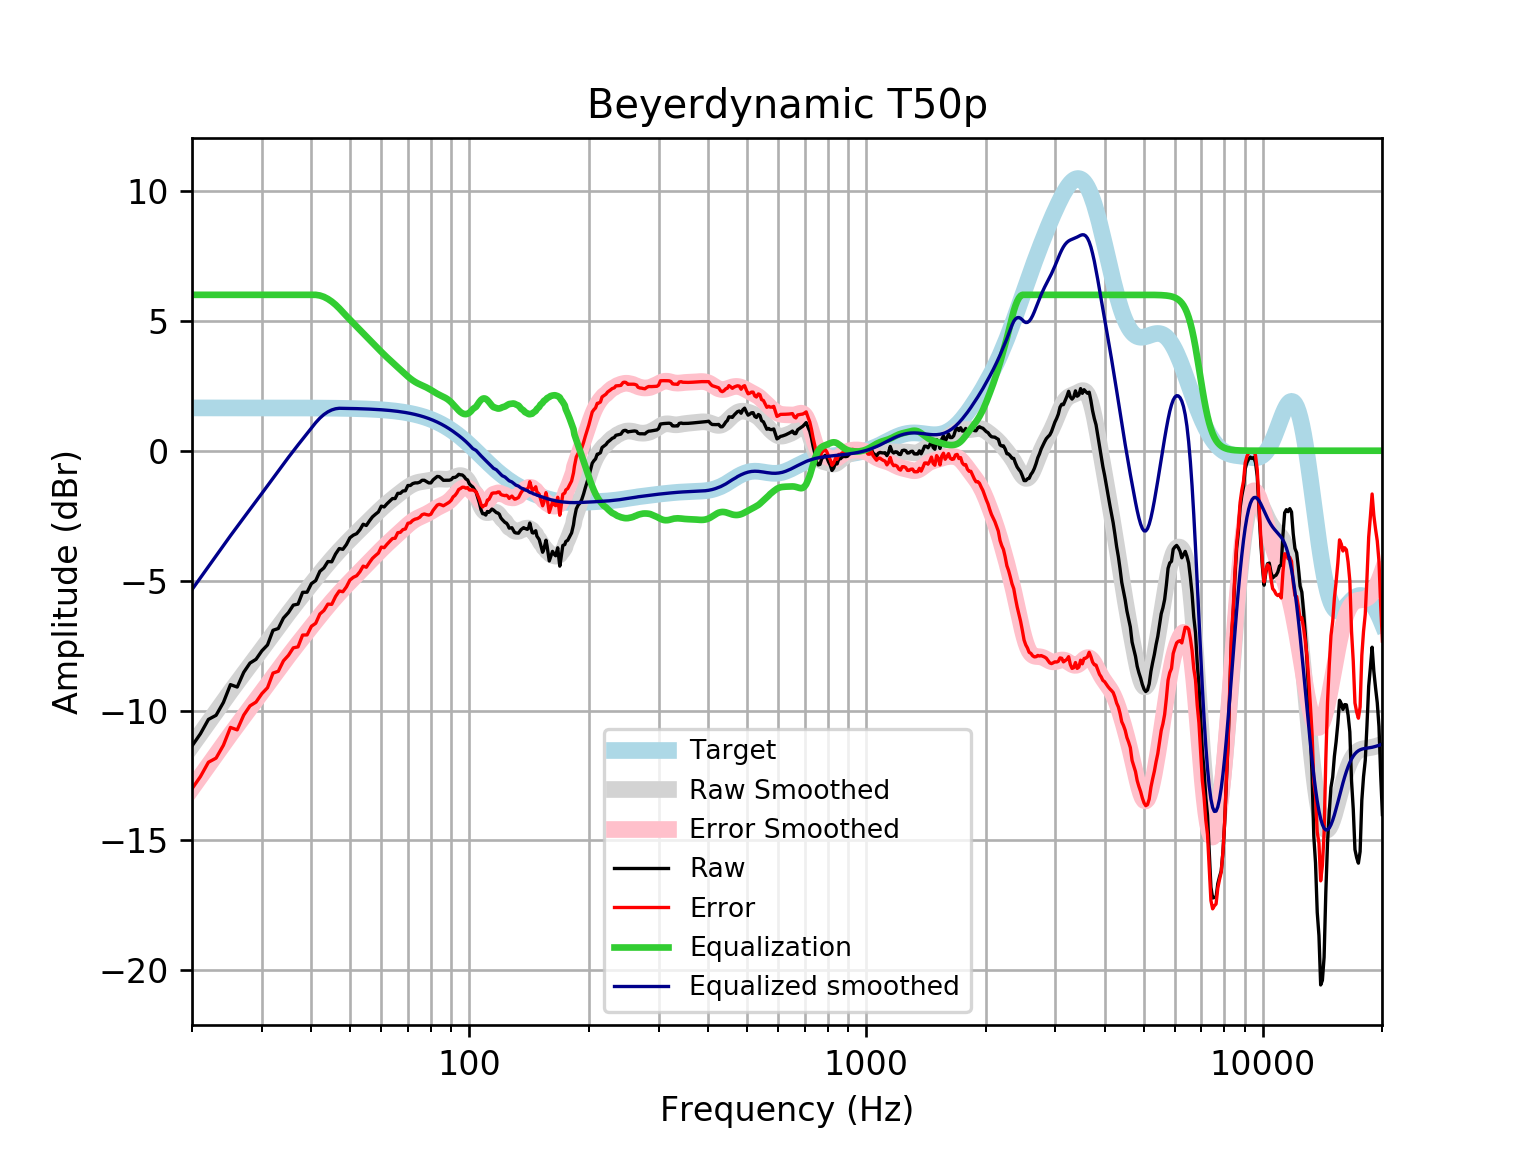 Beyerdynamic T50p
10
5
0
−5
−10
−15
−20
Amplitude (dBr)
Target
Raw Smoothed
Error Smoothed
Raw
Error
Equalization
Equalized smoothed
100
1000
10000
Frequency (Hz)